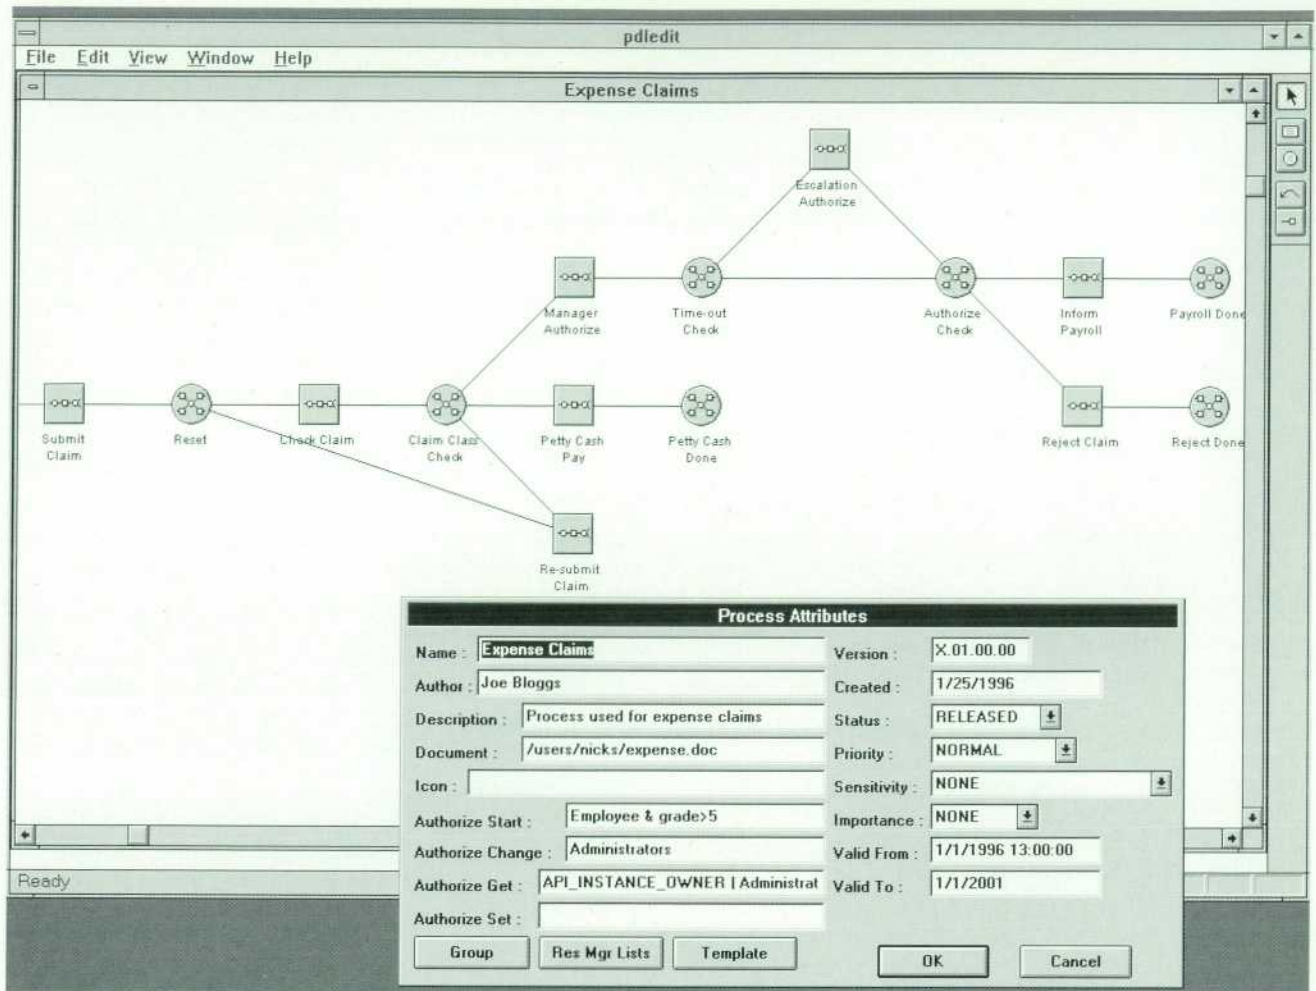 pdledit
File Edit View Window Help
Expense Claims
Escalation
Authorize
Manager
Authorize
Time-out
Check
Authorize
Check
Inform
Payroll
Payroll Done
Submit
Claim
Reset
Check Claim
Claim Class
Check
Petty Cash
Pay
Petty Cash
Done
Reject Claim
Reject Done
Re-submit
Claim
Process Attributes
Name : Expense Claims
Version : X.01.00.00
Author : Joe Bloggs
Created : 1/25/1996
Description : Process used for expense claims
Status : RELEASED
Document : /users/nicks/expense.doc
Priority : NORMAL
Icon :
Sensitivity : NONE
Authorize Start : Employee & grade>5
Importance : NONE
Authorize Change : Administrators
Valid From : 1/1/1996 13:00:00
Authorize Get : API_INSTANCE_OWNER | Administrat
Valid To : 1/1/2001
Authorize Set :
Group Res Mgr Lists Template OK Cancel
Ready